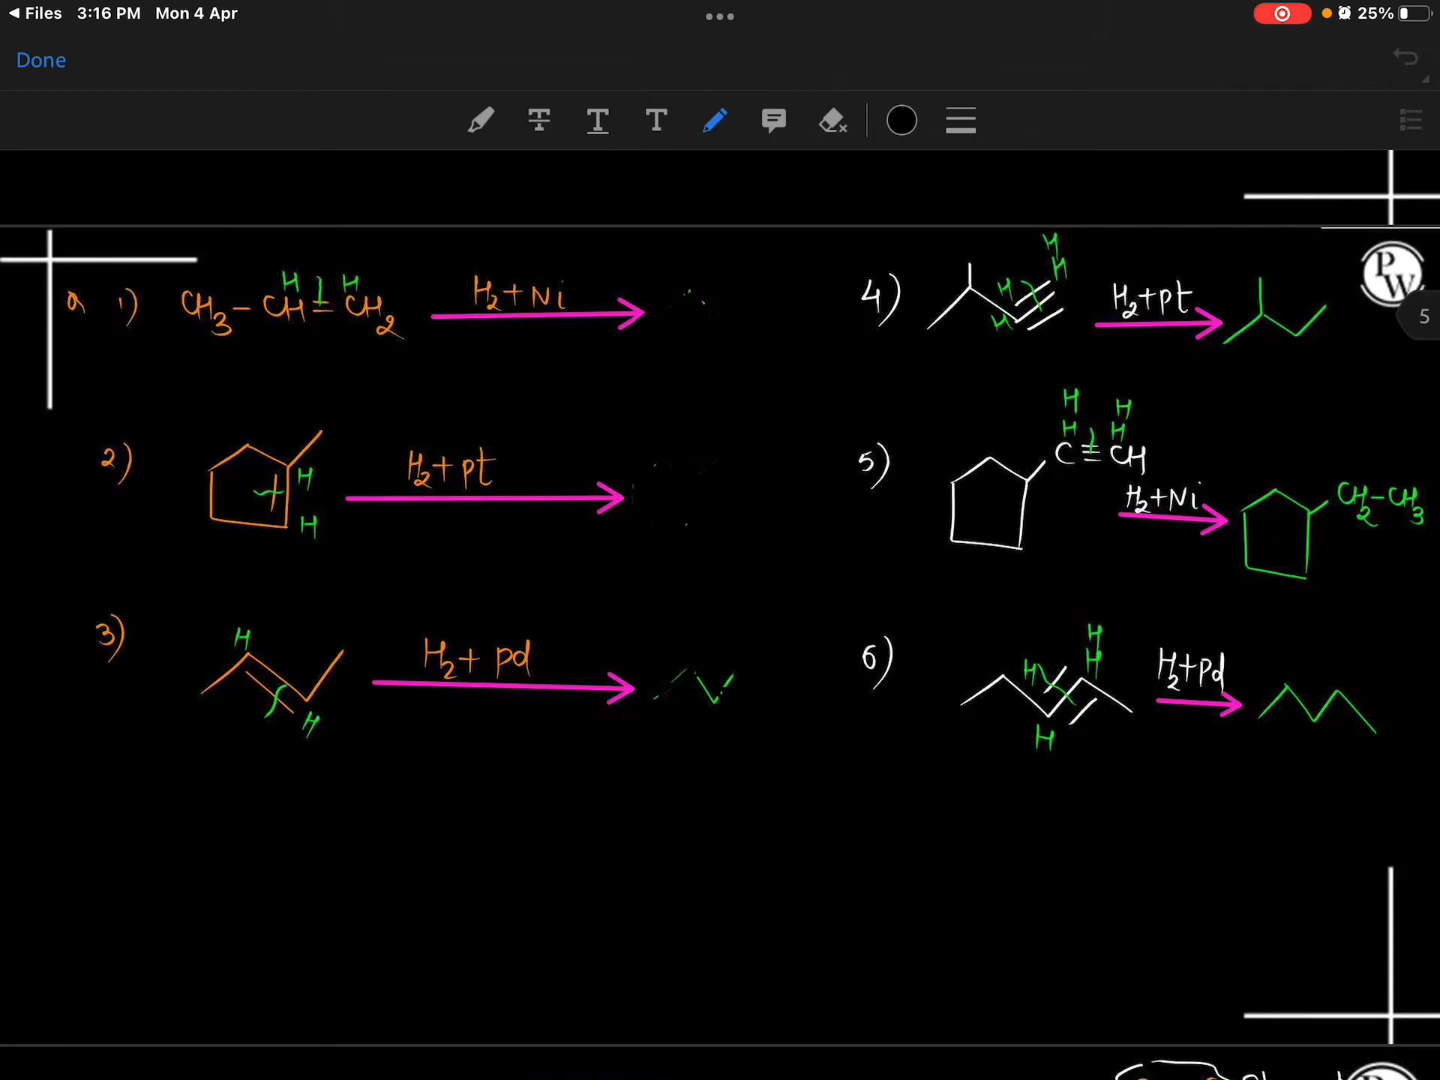 Files 3:16 PM Mon 4 Apr 25%
Done
T T T
PW
5
Q 1) CH3 - CH = CH2 H2 + Ni
H H
2) H2 + pt
H
H
3) H2 + pd
H
H
4) H2 + pt
H
H
H
H
5) C ≡ CH H2 + Ni CH2 - CH3
H H
H H
6) H2 + pd
H
H
H
H